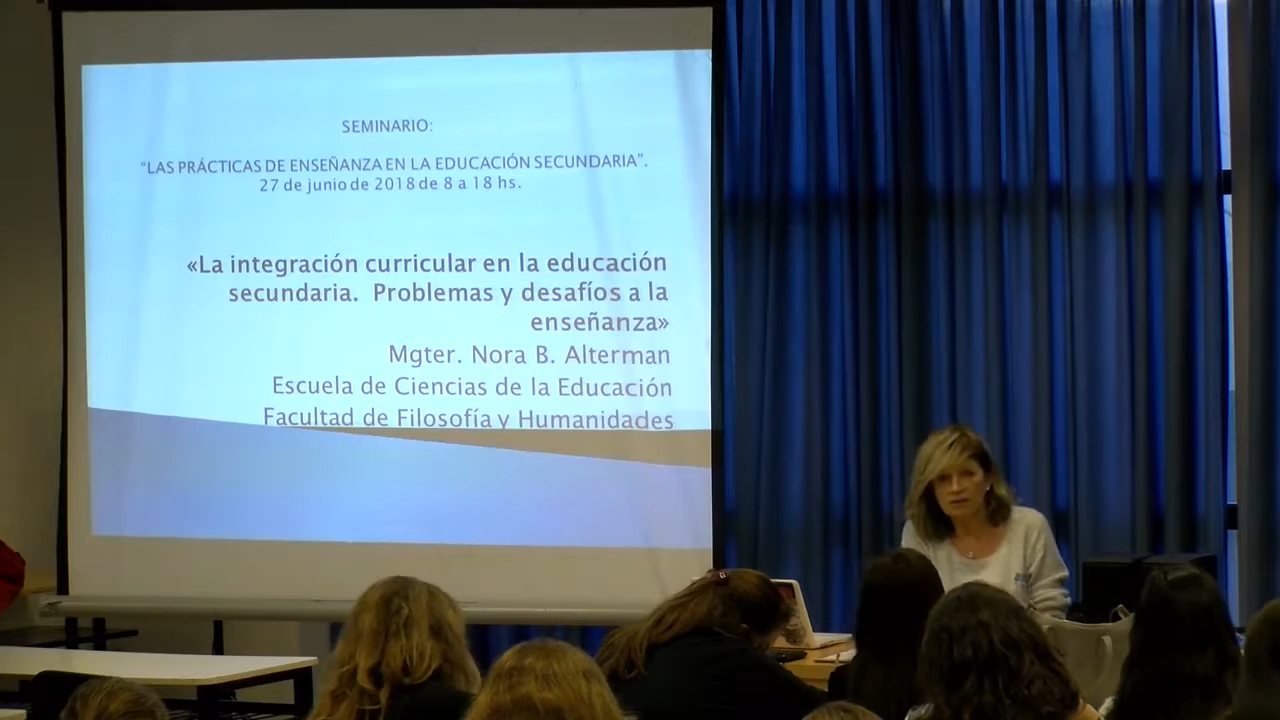 SEMINARIO:
"LAS PRÁCTICAS DE ENSEÑANZA EN LA EDUCACIÓN SECUNDARIA".
27 de junio de 2018 de 8 a 18 hs.
«La integración curricular en la educación
secundaria. Problemas y desafíos a la
enseñanza»
Mgter. Nora B. Alterman
Escuela de Ciencias de la Educación
Facultad de Filosofía y Humanidades